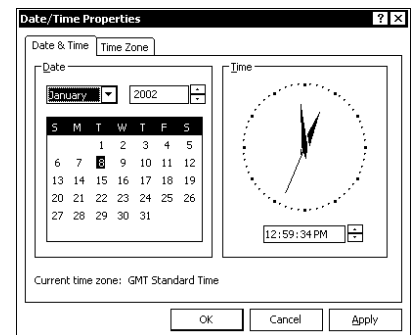 Date/Time Properties
Date & Time
Time Zone
Date
January
2002
S M T W T F S
1 2 3 4 5
6 7 8 9 10 11 12
13 14 15 16 17 18 19
20 21 22 23 24 25 26
27 28 29 30 31
Time
12:59:34 PM
Current time zone: GMT Standard Time
OK
Cancel
Apply